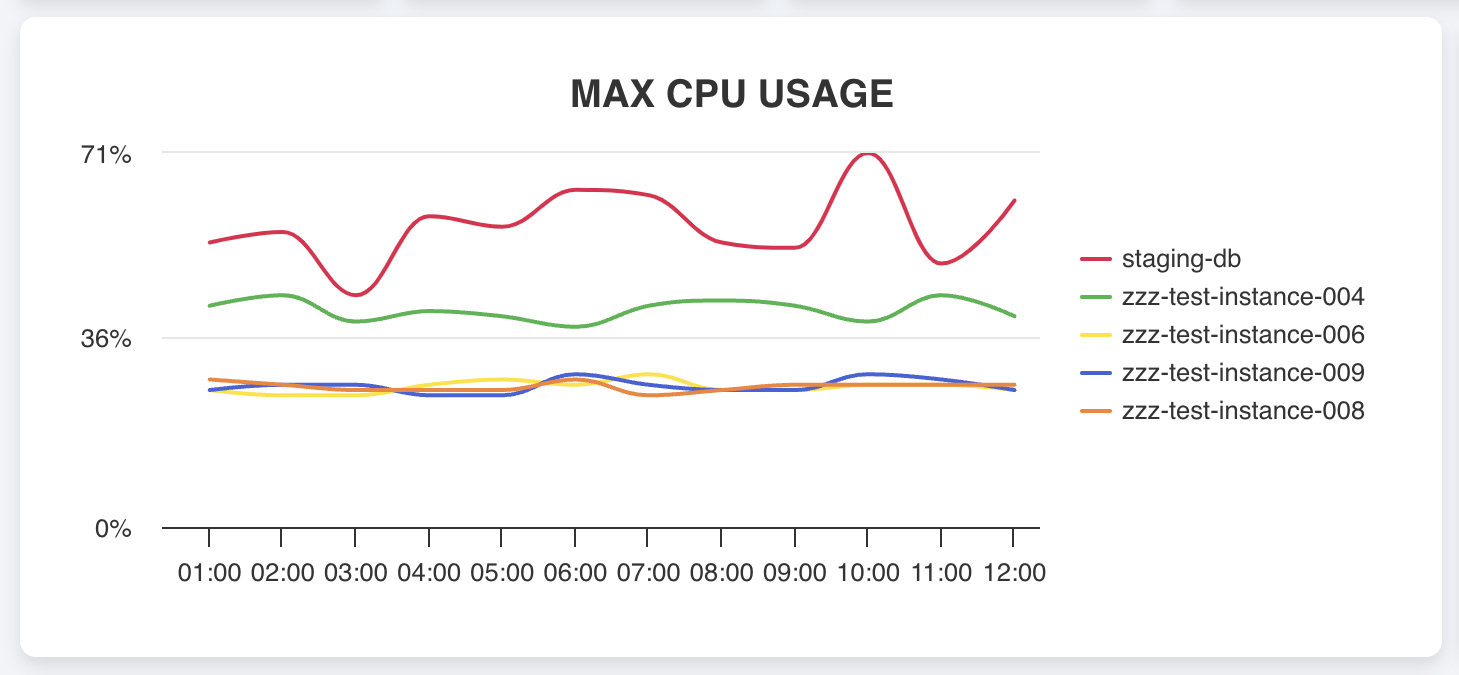 MAX CPU USAGE
71%
36%
0%
01:00 02:00 03:00 04:00 05:00 06:00 07:00 08:00 09:00 10:00 11:00 12:00
staging-db
zzz-test-instance-004
zzz-test-instance-006
zzz-test-instance-009
zzz-test-instance-008